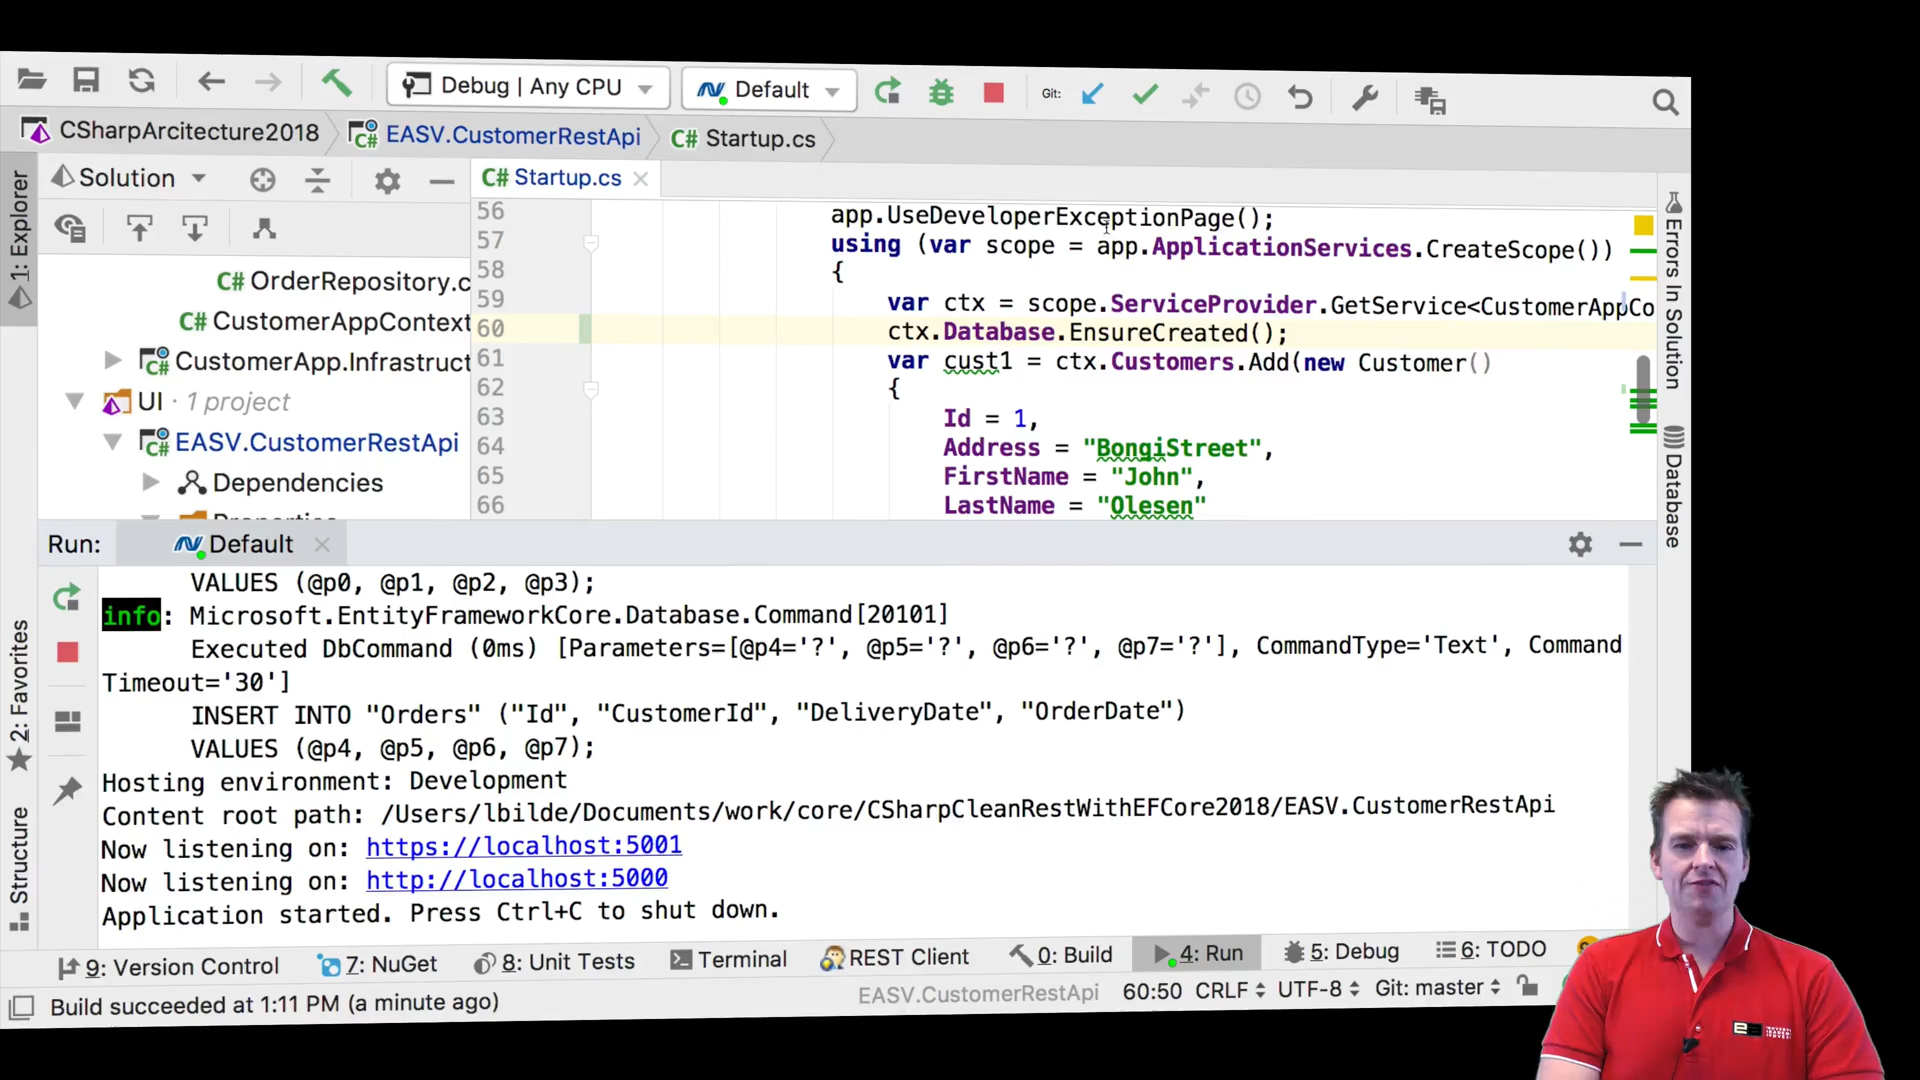 Debug | Any CPU
Default
Git:
CSharpArcitecture2018
EASV.CustomerRestApi
C# Startup.cs
1: Explorer
Solution
C# Startup.cs
Errors In Solution
Database
C# OrderRepository.c
C# CustomerAppContext
C# CustomerApp.Infrastruct
UI · 1 project
C# EASV.CustomerRestApi
Dependencies
56 app.UseDeveloperExceptionPage();
57 using (var scope = app.ApplicationServices.CreateScope())
58 {
59 var ctx = scope.ServiceProvider.GetService<CustomerAppCo
60 ctx.Database.EnsureCreated();
61 var cust1 = ctx.Customers.Add(new Customer()
62 {
63 Id = 1,
64 Address = "BongiStreet",
65 FirstName = "John",
66 LastName = "Olesen"
Run:
Default
VALUES (@p0, @p1, @p2, @p3);
info: Microsoft.EntityFrameworkCore.Database.Command[20101]
Executed DbCommand (0ms) [Parameters=[@p4='?', @p5='?', @p6='?', @p7='?'], CommandType='Text', Command
Timeout='30']
INSERT INTO "Orders" ("Id", "CustomerId", "DeliveryDate", "OrderDate")
VALUES (@p4, @p5, @p6, @p7);
Hosting environment: Development
Content root path: /Users/lbilde/Documents/work/core/CSharpCleanRestWithEFCore2018/EASV.CustomerRestApi
Now listening on: https://localhost:5001
Now listening on: http://localhost:5000
Application started. Press Ctrl+C to shut down.
2: Favorites
Structure
9: Version Control
7: NuGet
8: Unit Tests
Terminal
REST Client
0: Build
4: Run
5: Debug
6: TODO
Build succeeded at 1:11 PM (a minute ago)
EASV.CustomerRestApi
60:50
CRLF
UTF-8
Git: master